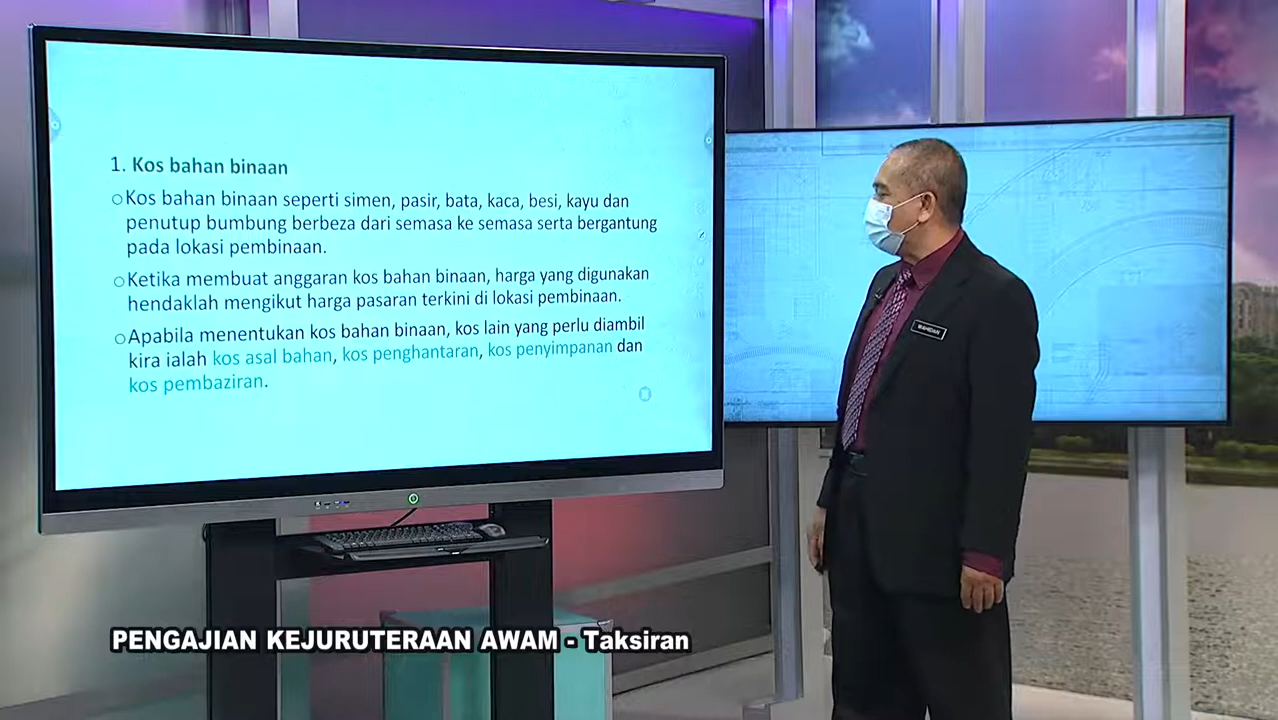 1. Kos bahan binaan
Kos bahan binaan seperti simen, pasir, bata, kaca, besi, kayu dan
penutup bumbung berbeza dari semasa ke semasa serta bergantung
pada lokasi pembinaan.
Ketika membuat anggaran kos bahan binaan, harga yang digunakan
hendaklah mengikut harga pasaran terkini di lokasi pembinaan.
Apabila menentukan kos bahan binaan, kos lain yang perlu diambil
kira ialah kos asal bahan, kos penghantaran, kos penyimpanan dan
kos pembaziran.
WAHIDAN
PENGAJIAN KEJURUTERAAN AWAM - Taksiran